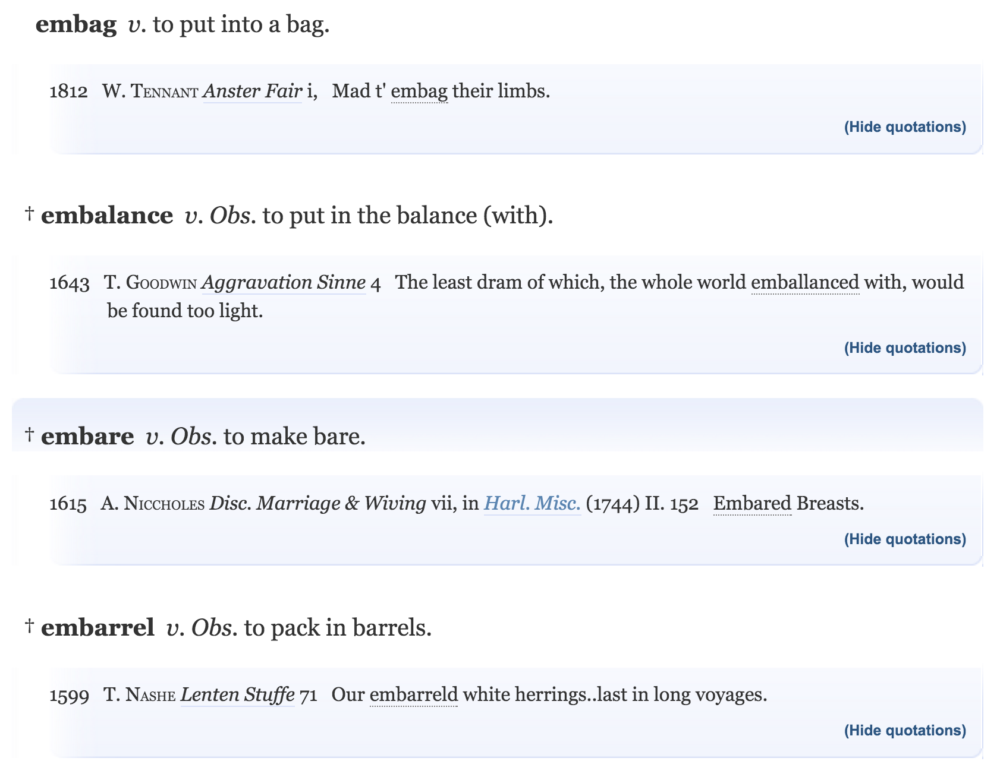 embag v. to put into a bag.
1812 W. Tennant Anster Fair i, Mad t' embag their limbs.
(Hide quotations)
† embalance v. Obs. to put in the balance (with).
1643 T. Goodwin Aggravation Sinne 4 The least dram of which, the whole world emballanced with, would
be found too light.
(Hide quotations)
† embare v. Obs. to make bare.
1615 A. Niccholes Disc. Marriage & Wiving vii, in Harl. Misc. (1744) II. 152 Embared Breasts.
(Hide quotations)
† embarrel v. Obs. to pack in barrels.
1599 T. Nashe Lenten Stuffe 71 Our embarreld white herrings..last in long voyages.
(Hide quotations)